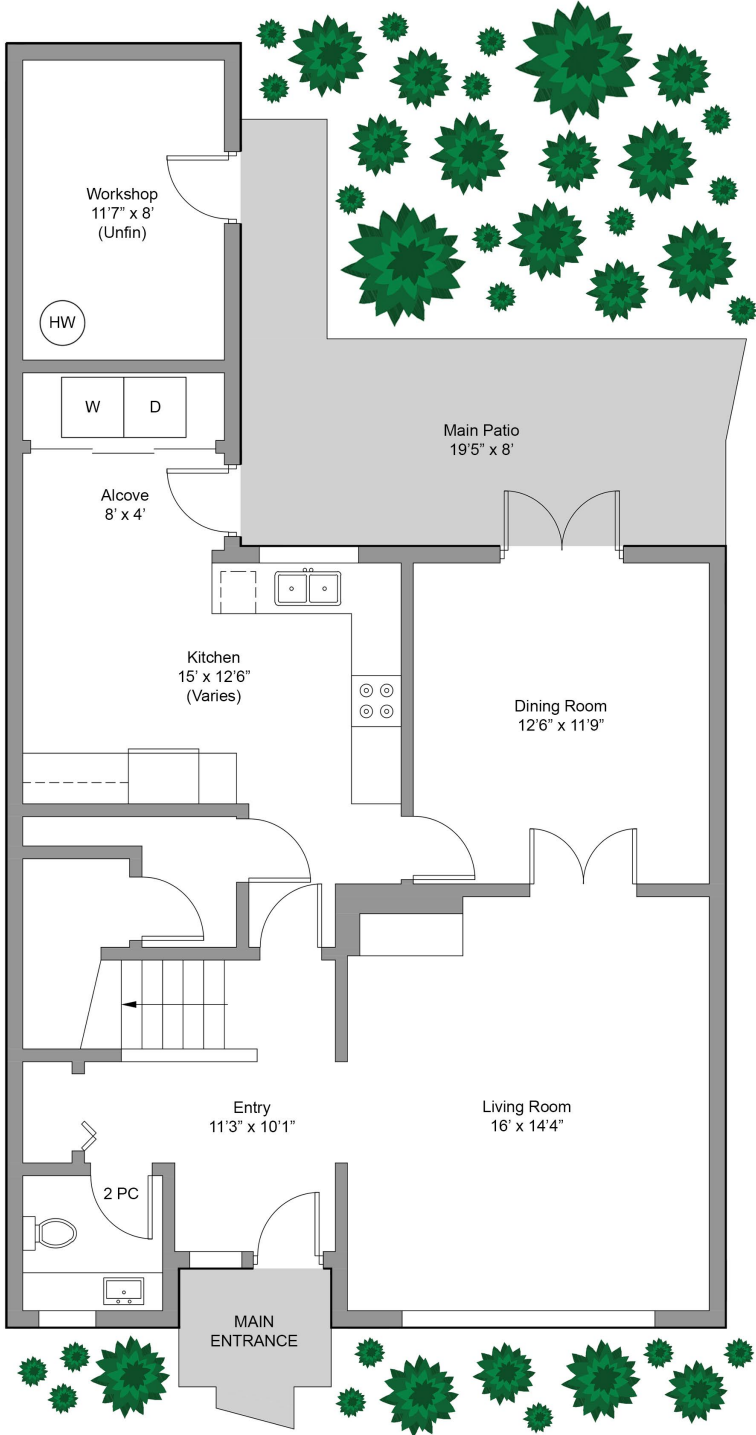 Workshop
11’7” x 8’
(Unfin)
HW
W
D
Main Patio
19’5” x 8’
Alcove
8’ x 4’
Kitchen
15’ x 12’6”
(Varies)
Dining Room
12’6” x 11’9”
Entry
11’3” x 10’1”
Living Room
16’ x 14’4”
2 PC
MAIN
ENTRANCE